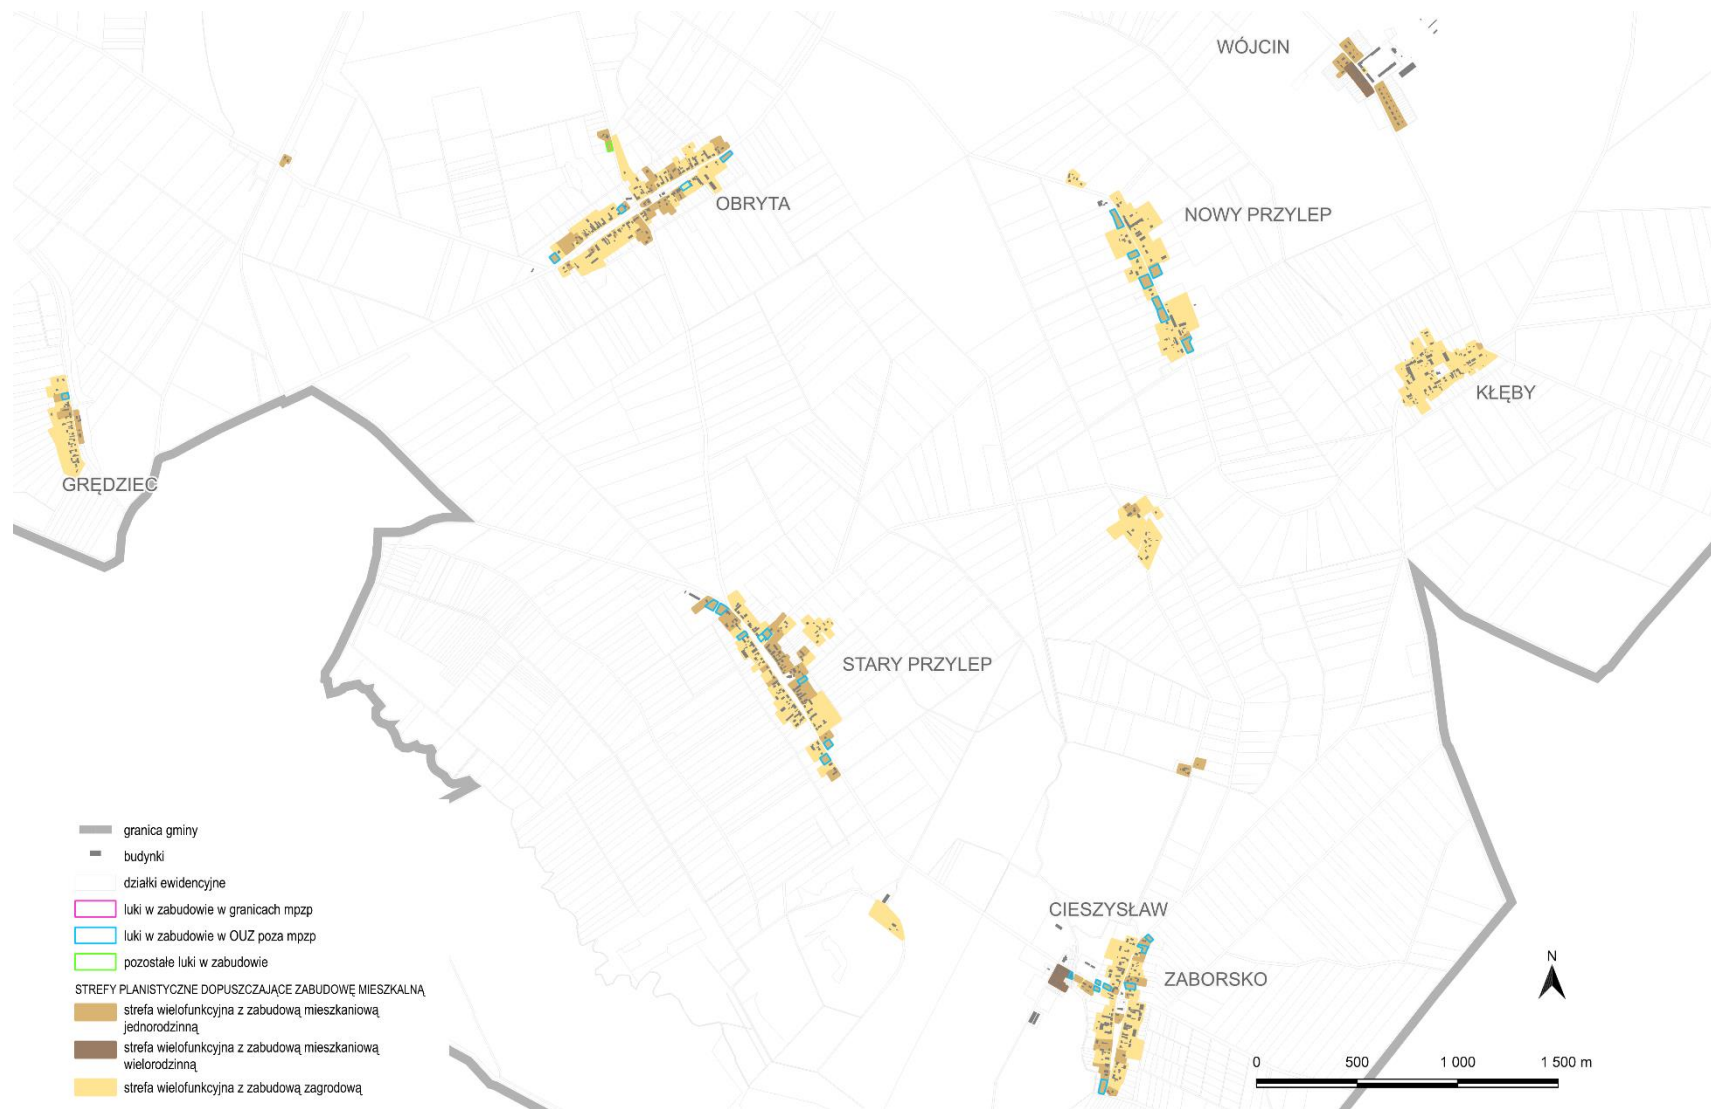 WÓJCIN
OBRYTA
NOWY PRZYLEP
KŁĘBY
GRĘDZIEC
STARY PRZYLEP
CIESZYSŁAW
ZABORSKO
granica gminy
budynki
działki ewidencyjne
luki w zabudowie w granicach mpzp
luki w zabudowie w OUZ poza mpzp
pozostałe luki w zabudowie
STREFY PLANISTYCZNE DOPUSZCZAJĄCE ZABUDOWĘ MIESZKALNĄ
strefa wielofunkcyjna z zabudową mieszkaniową
jednorodzinną
strefa wielofunkcyjna z zabudową mieszkaniową
wielorodzinną
strefa wielofunkcyjna z zabudową zagrodową
N
0 500 1 000 1 500 m